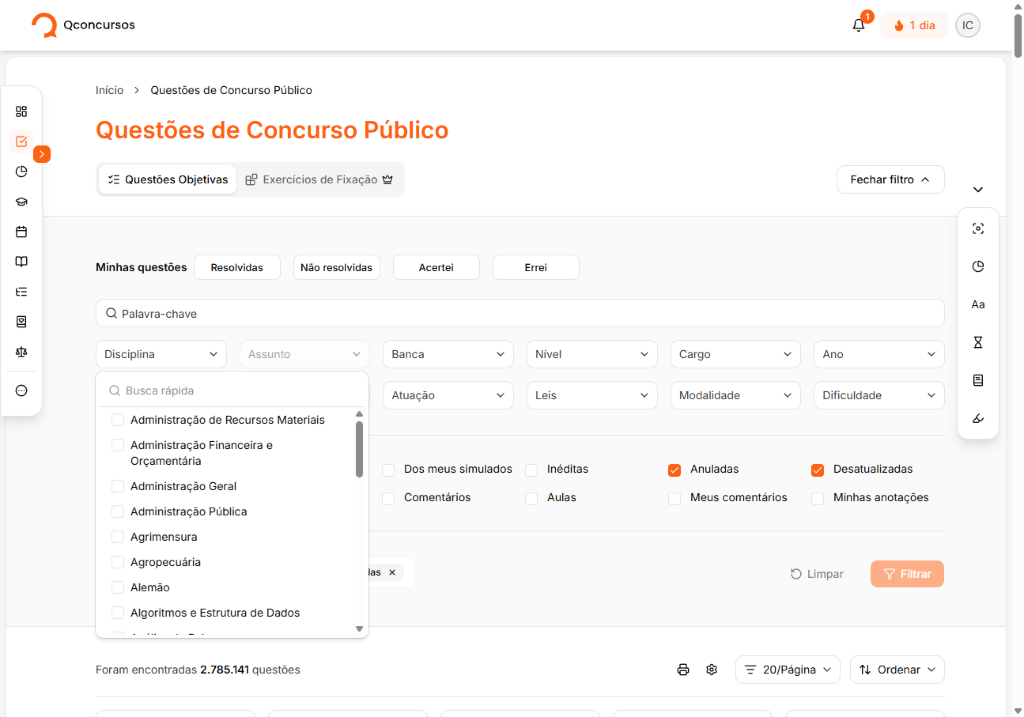 Qconcursos
1
1 dia
IC
Início
Questões de Concurso Público
Questões de Concurso Público
Questões Objetivas
Exercícios de Fixação
Fechar filtro
Minhas questões
Resolvidas
Não resolvidas
Acertei
Errei
Palavra-chave
Aa
Disciplina
Assunto
Banca
Nível
Cargo
Ano
Busca rápida
Atuação
Leis
Modalidade
Dificuldade
Administração de Recursos Materiais
Administração Financeira e
Orçamentária
Administração Geral
Administração Pública
Agrimensura
Agropecuária
Alemão
Algoritmos e Estrutura de Dados
Dos meus simulados
Inéditas
Anuladas
Desatualizadas
Comentários
Aulas
Meus comentários
Minhas anotações
Limpar
Filtrar
Foram encontradas 2.785.141 questões
20/Página
Ordenar